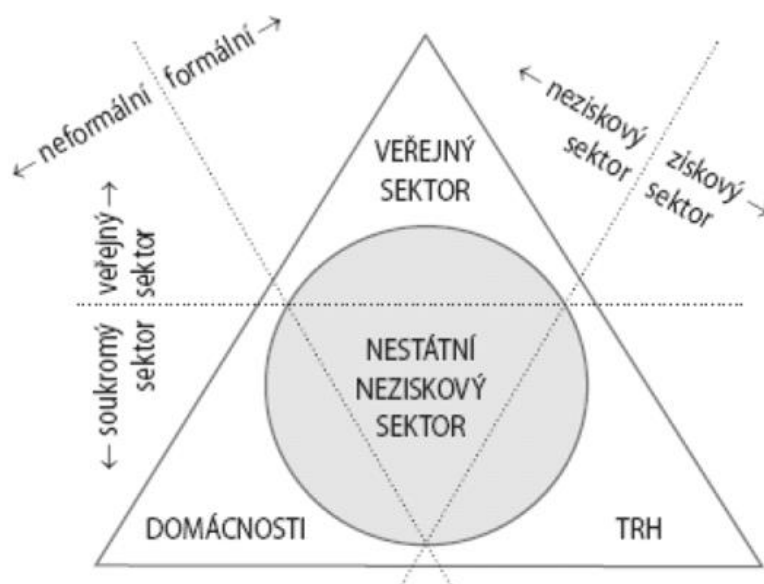 ← neformální formální →
← neziskový sektor
ziskový → sektor
VEŘEJNÝ
SEKTOR
veřejný → sektor
← soukromý sektor
NESTÁTNÍ
NEZISKOVÝ
SEKTOR
DOMÁCNOSTI
TRH